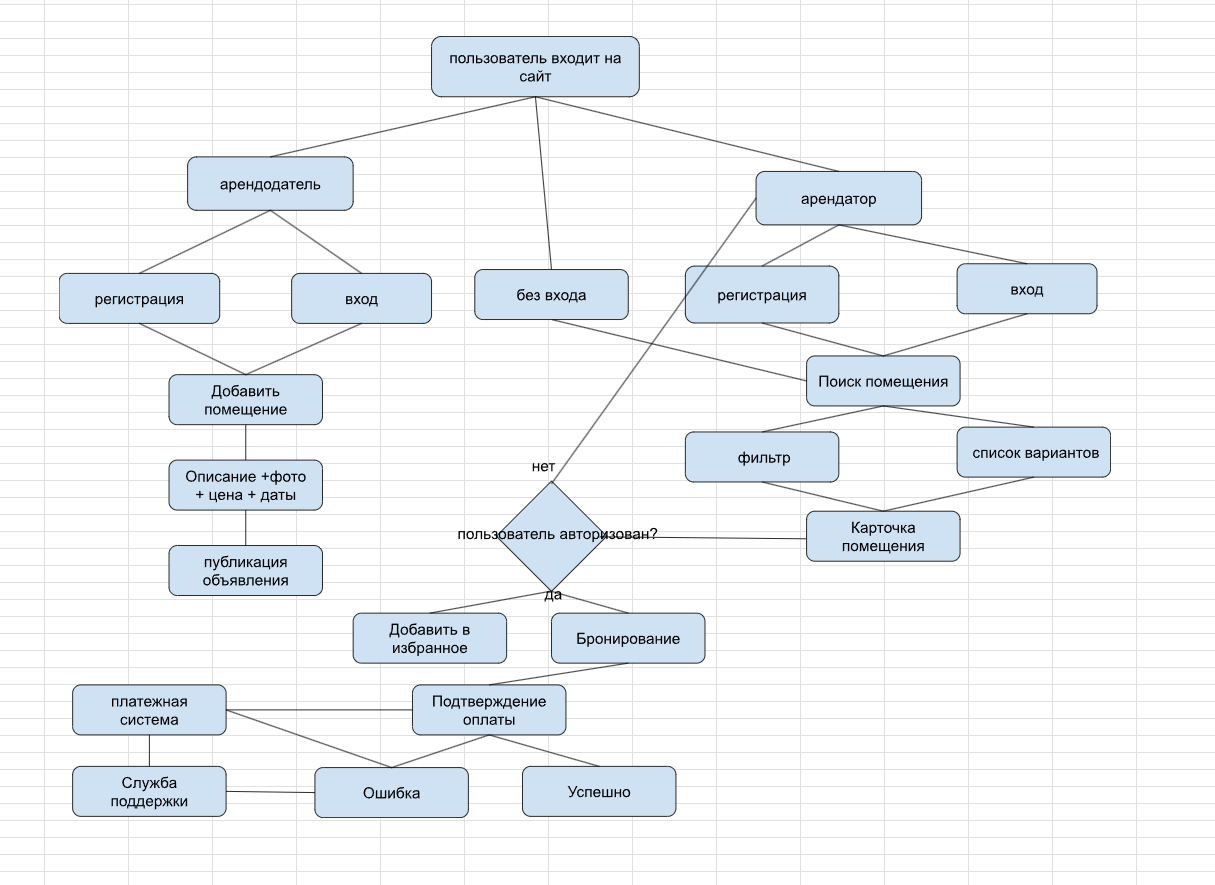 пользователь входит на
сайт
арендодатель
арендатор
регистрация
вход
без входа
регистрация
вход
Добавить
помещение
Поиск помещения
Описание +фото
+ цена + даты
фильтр
список вариантов
нет
пользователь авторизован?
Карточка
помещения
публикация
объявления
да
Добавить в
избранное
Бронирование
платежная
система
Подтверждение
оплаты
Служба
поддержки
Ошибка
Успешно